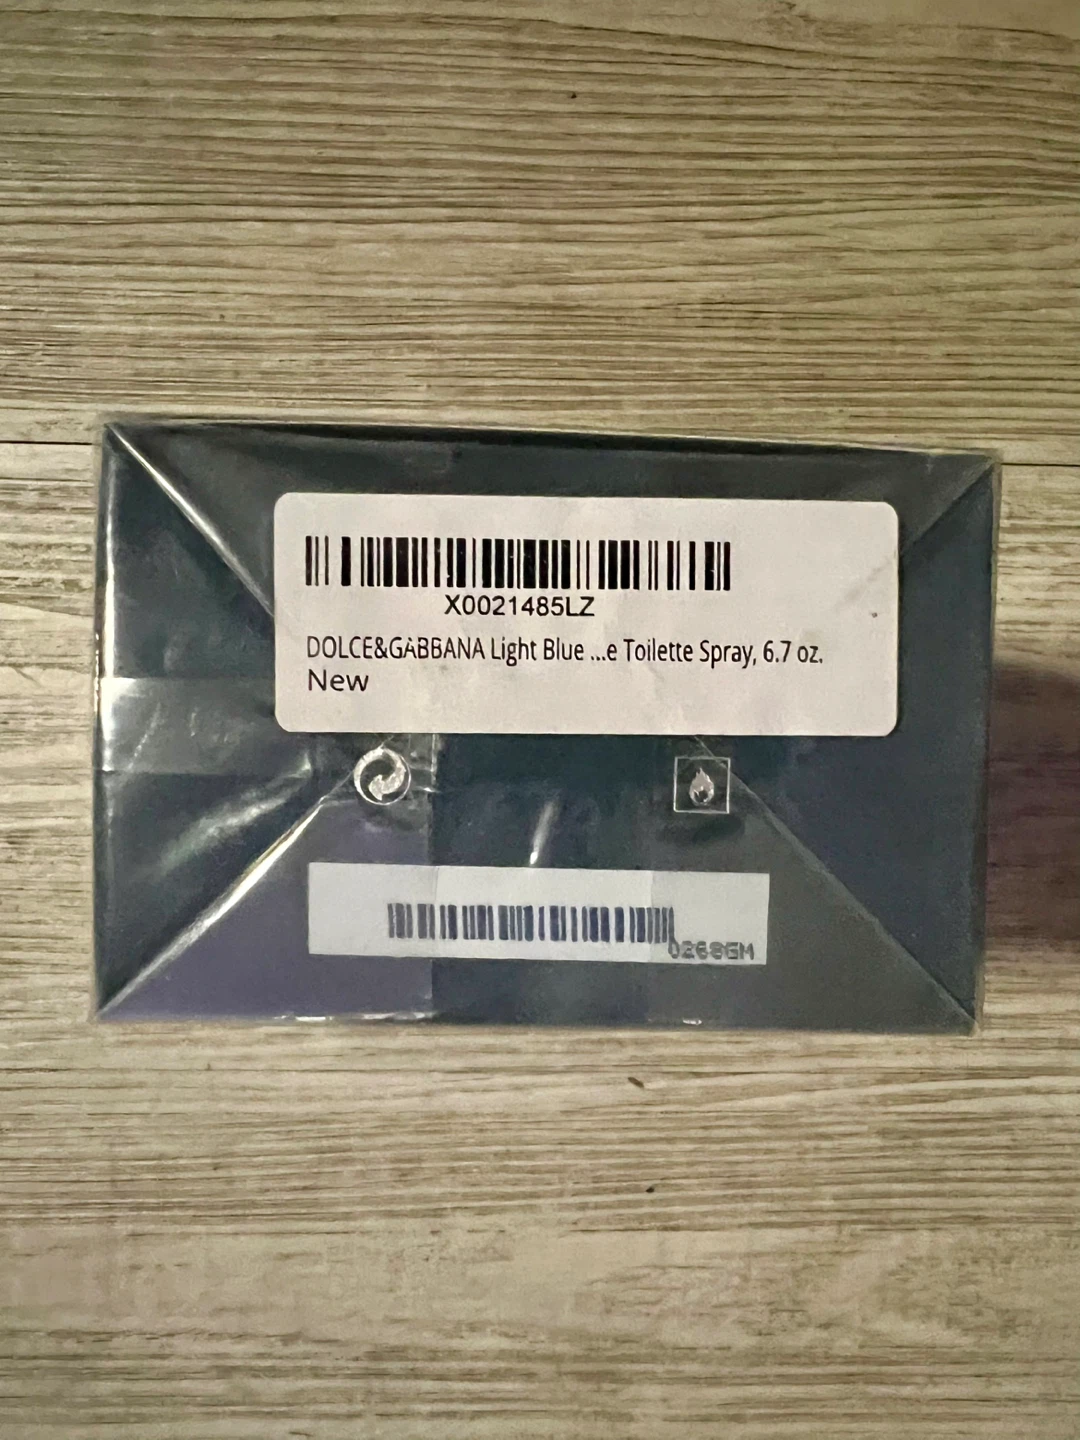 X0021485LZ
DOLCE&GABBANA Light Blue ...e Toilette Spray, 6.7 oz.
New
0268GM